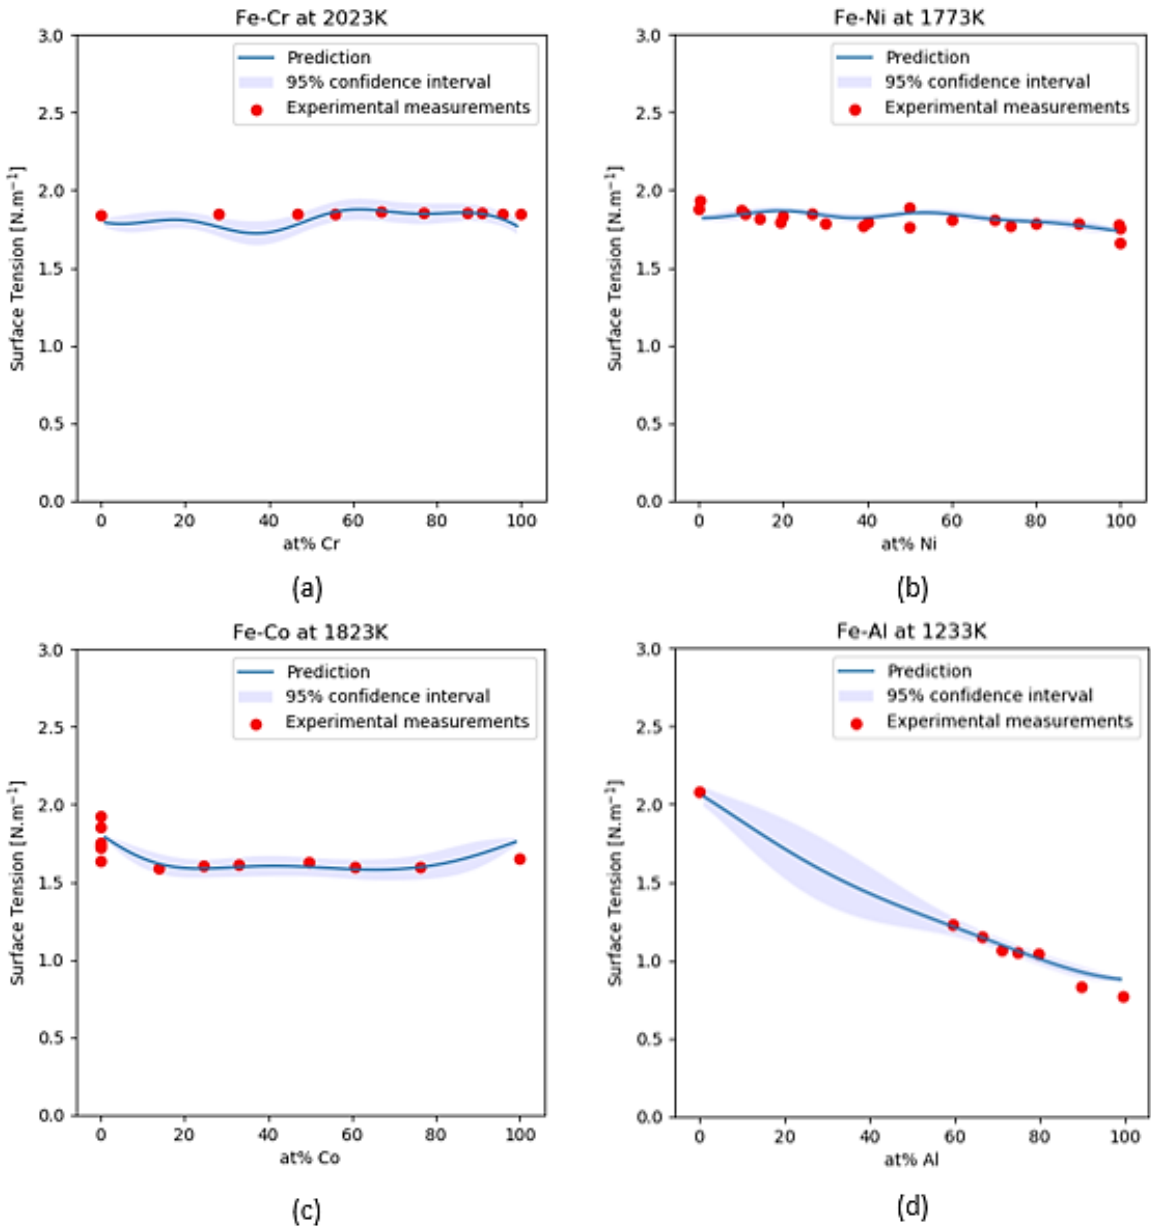 Fe-Cr at 2023K
3.0
2.5
2.0
1.5
1.0
0.5
0.0
Surface Tension [N.m⁻¹]
Prediction
95% confidence interval
Experimental measurements
0 20 40 60 80 100
at% Cr
(a)
Fe-Ni at 1773K
3.0
2.5
2.0
1.5
1.0
0.5
0.0
Surface Tension [N.m⁻¹]
Prediction
95% confidence interval
Experimental measurements
0 20 40 60 80 100
at% Ni
(b)
Fe-Co at 1823K
3.0
2.5
2.0
1.5
1.0
0.5
0.0
Surface Tension [N.m⁻¹]
Prediction
95% confidence interval
Experimental measurements
0 20 40 60 80 100
at% Co
(c)
Fe-Al at 1233K
3.0
2.5
2.0
1.5
1.0
0.5
0.0
Surface Tension [N.m⁻¹]
Prediction
95% confidence interval
Experimental measurements
0 20 40 60 80 100
at% Al
(d)